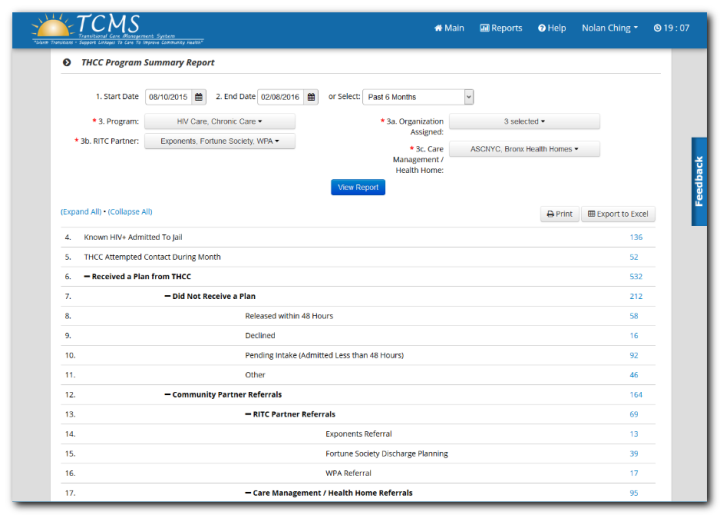 TCMS
Transitional Care Management System
"Warm Transitions - Support Linkages To Care To Improve Community Health"
Main Reports Help Nolan Ching 19 : 07
THCC Program Summary Report
1. Start Date 08/10/2015 2. End Date 02/08/2016 or Select: Past 6 Months
* 3. Program: HIV Care, Chronic Care
* 3a. Organization Assigned: 3 selected
* 3b. RITC Partner: Exponents, Fortune Society, WPA
* 3c. Care Management / Health Home: ASCNYC, Bronx Health Homes
View Report
Feedback
(Expand All) • (Collapse All)
Print Export to Excel
4. Known HIV+ Admitted To Jail 136
5. THCC Attempted Contact During Month 52
6. Received a Plan from THCC 532
7. Did Not Receive a Plan 212
8. Released within 48 Hours 58
9. Declined 16
10. Pending Intake (Admitted Less than 48 Hours) 92
11. Other 46
12. Community Partner Referrals 164
13. RITC Partner Referrals 69
14. Exponents Referral 13
15. Fortune Society Discharge Planning 39
16. WPA Referral 17
17. Care Management / Health Home Referrals 95